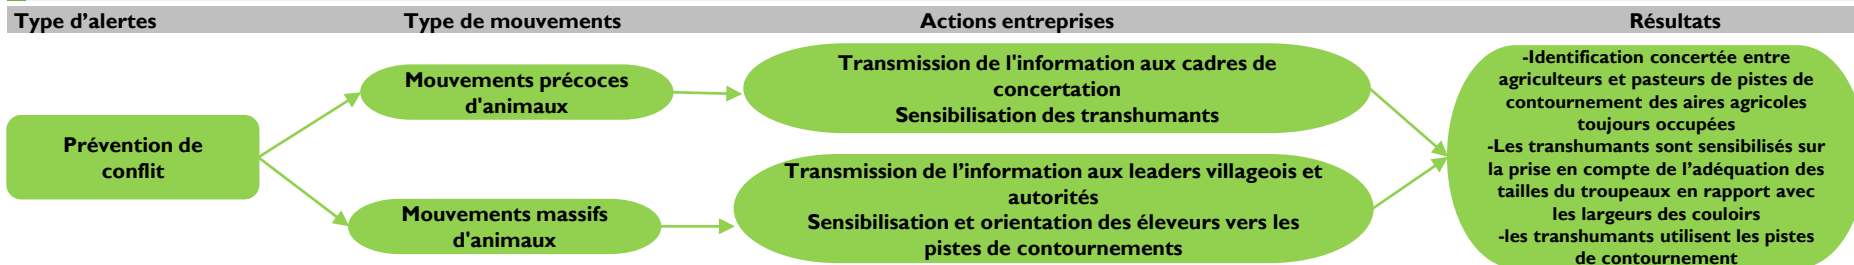 Type d'alertes
Type de mouvements
Actions entreprises
Résultats
Prévention de
conflit
Mouvements précoces
d'animaux
Mouvements massifs
d'animaux
Transmission de l'information aux cadres de
concertation
Sensibilisation des transhumants
Transmission de l’information aux leaders villageois et
autorités
Sensibilisation et orientation des éleveurs vers les
pistes de contournements
-Identification concertée entre
agriculteurs et pasteurs de pistes de
contournement des aires agricoles
toujours occupées
-Les transhumants sont sensibilisés sur
la prise en compte de l’adéquation des
tailles du troupeaux en rapport avec
les largeurs des couloirs
-les transhumants utilisent les pistes
de contournement